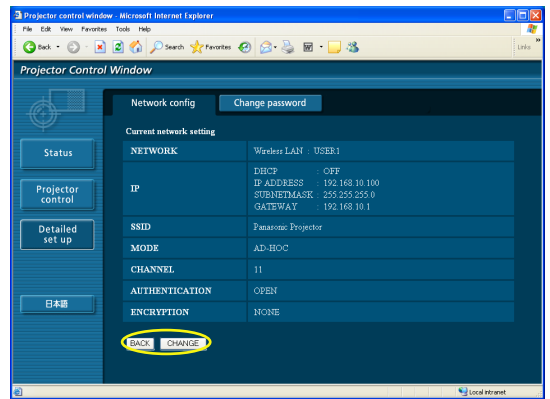 Projector control window - Microsoft Internet Explorer
File Edit View Favorites Tools Help
Back Search Favorites Links »
Projector Control Window
Network config Change password
Current network setting
Status
Projector control
Detailed set up
日本語
NETWORK Wireless LAN : USER1
IP
DHCP : OFF
IP ADDRESS : 192.168.10.100
SUBNETMASK : 255.255.255.0
GATEWAY : 192.168.10.1
SSID Panasonic Projector
MODE AD-HOC
CHANNEL 11
AUTHENTICATION OPEN
ENCRYPTION NONE
BACK CHANGE
Local intranet